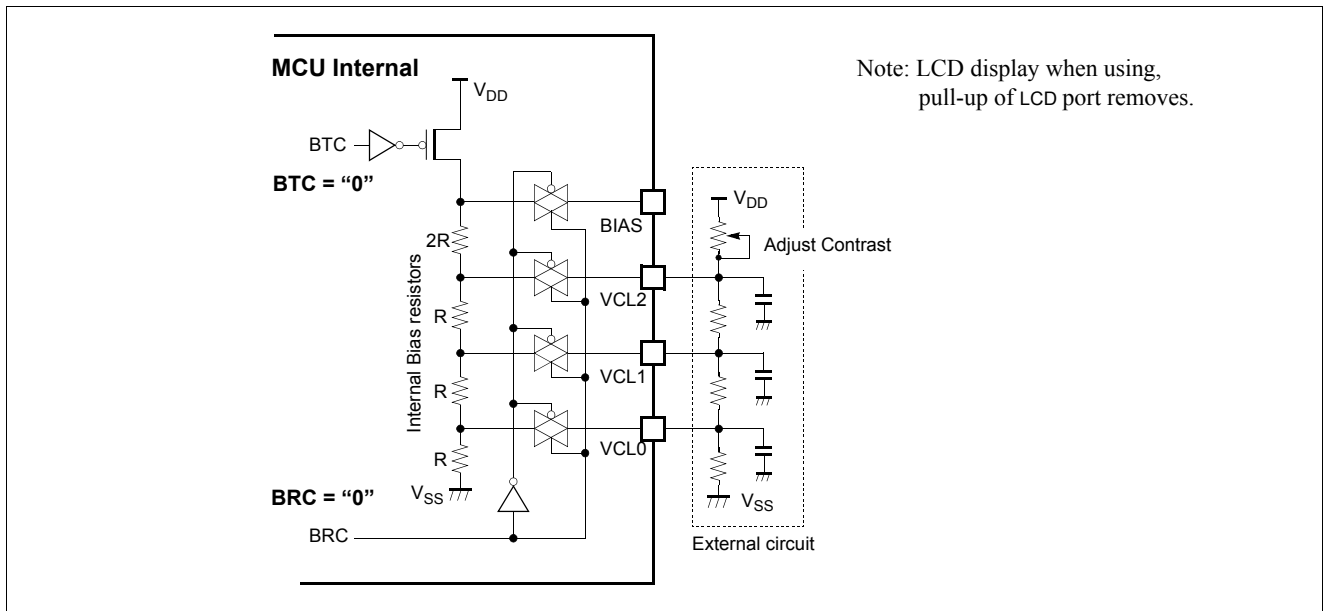 MCU Internal
Note: LCD display when using,
pull-up of LCD port removes.
VDD
BTC
BTC = “0”
VDD
BIAS
Adjust Contrast
2R
VCL2
Internal Bias resistors
R
VCL1
R
VCL0
R
VSS
VSS
BRC = “0”
BRC
External circuit